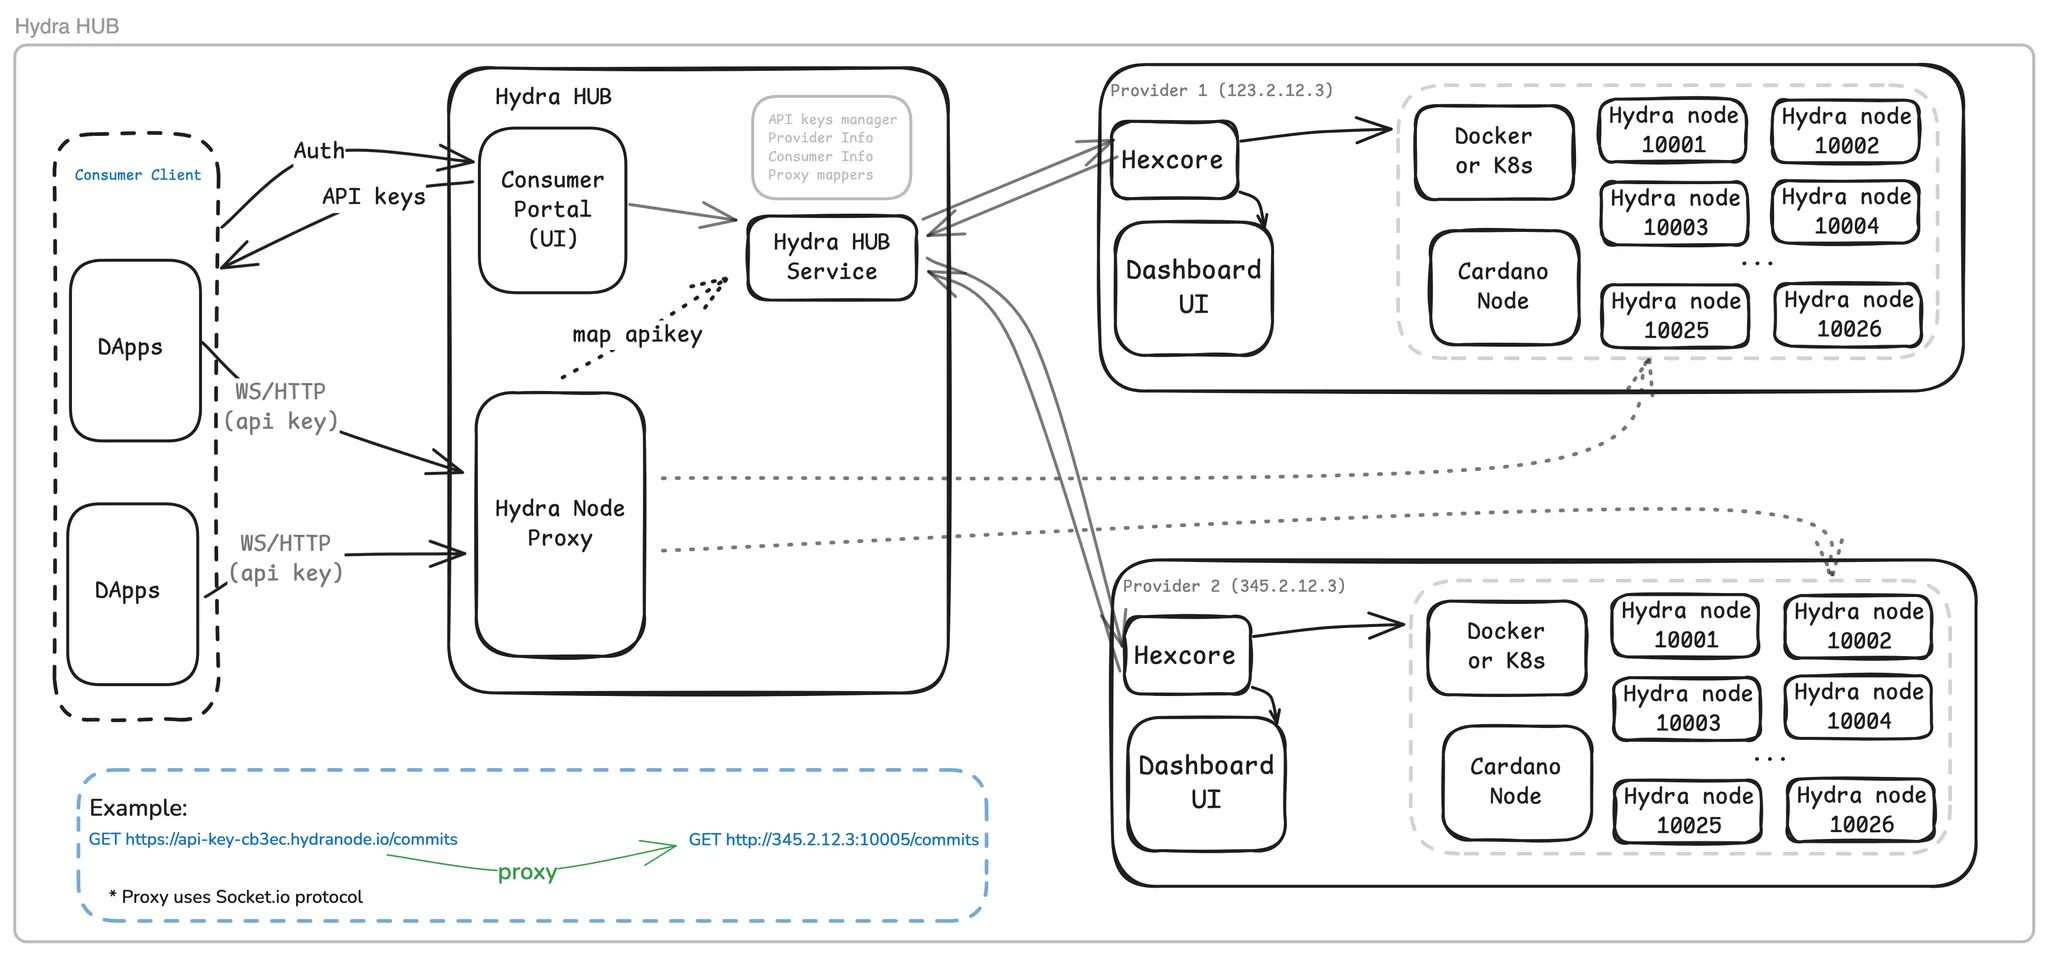 Hydra HUB
Consumer Client
DApps
DApps
Auth
API keys
WS/HTTP
(api key)
WS/HTTP
(api key)
Hydra HUB
Consumer
Portal
(UI)
API keys manager
Provider Info
Consumer Info
Proxy mappers
Hydra HUB
Service
map apikey
Hydra Node
Proxy
Provider 1 (123.2.12.3)
Hexcore
Dashboard
UI
Docker
or K8s
Cardano
Node
Hydra node
10001
Hydra node
10002
Hydra node
10003
Hydra node
10004
...
Hydra node
10025
Hydra node
10026
Provider 2 (345.2.12.3)
Hexcore
Dashboard
UI
Docker
or K8s
Cardano
Node
Hydra node
10001
Hydra node
10002
Hydra node
10003
Hydra node
10004
...
Hydra node
10025
Hydra node
10026
Example:
GET https://api-key-cb3ec.hydranode.io/commits
proxy
GET http://345.2.12.3:10005/commits
* Proxy uses Socket.io protocol